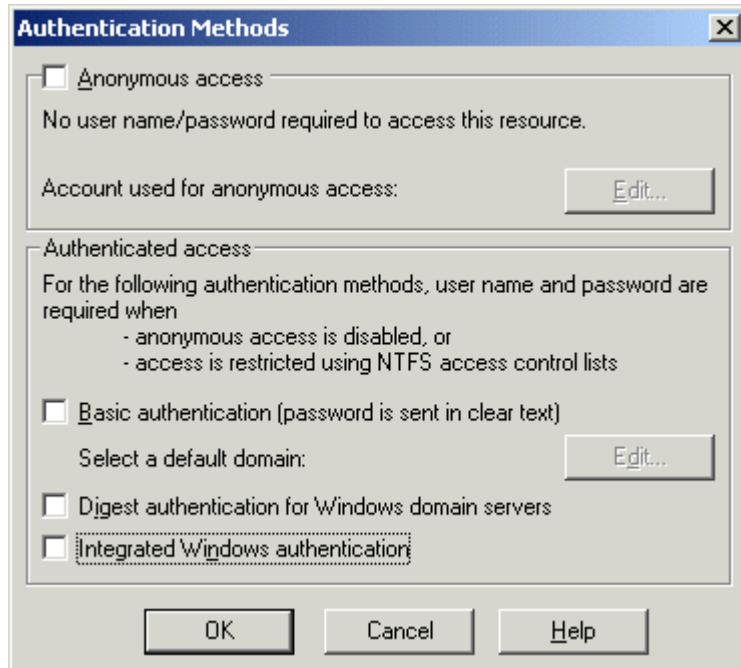 Authentication Methods
Anonymous access
No user name/password required to access this resource.
Account used for anonymous access:
Edit...
Authenticated access
For the following authentication methods, user name and password are
required when
- anonymous access is disabled, or
- access is restricted using NTFS access control lists
Basic authentication (password is sent in clear text)
Select a default domain:
Edit...
Digest authentication for Windows domain servers
Integrated Windows authentication
OK
Cancel
Help